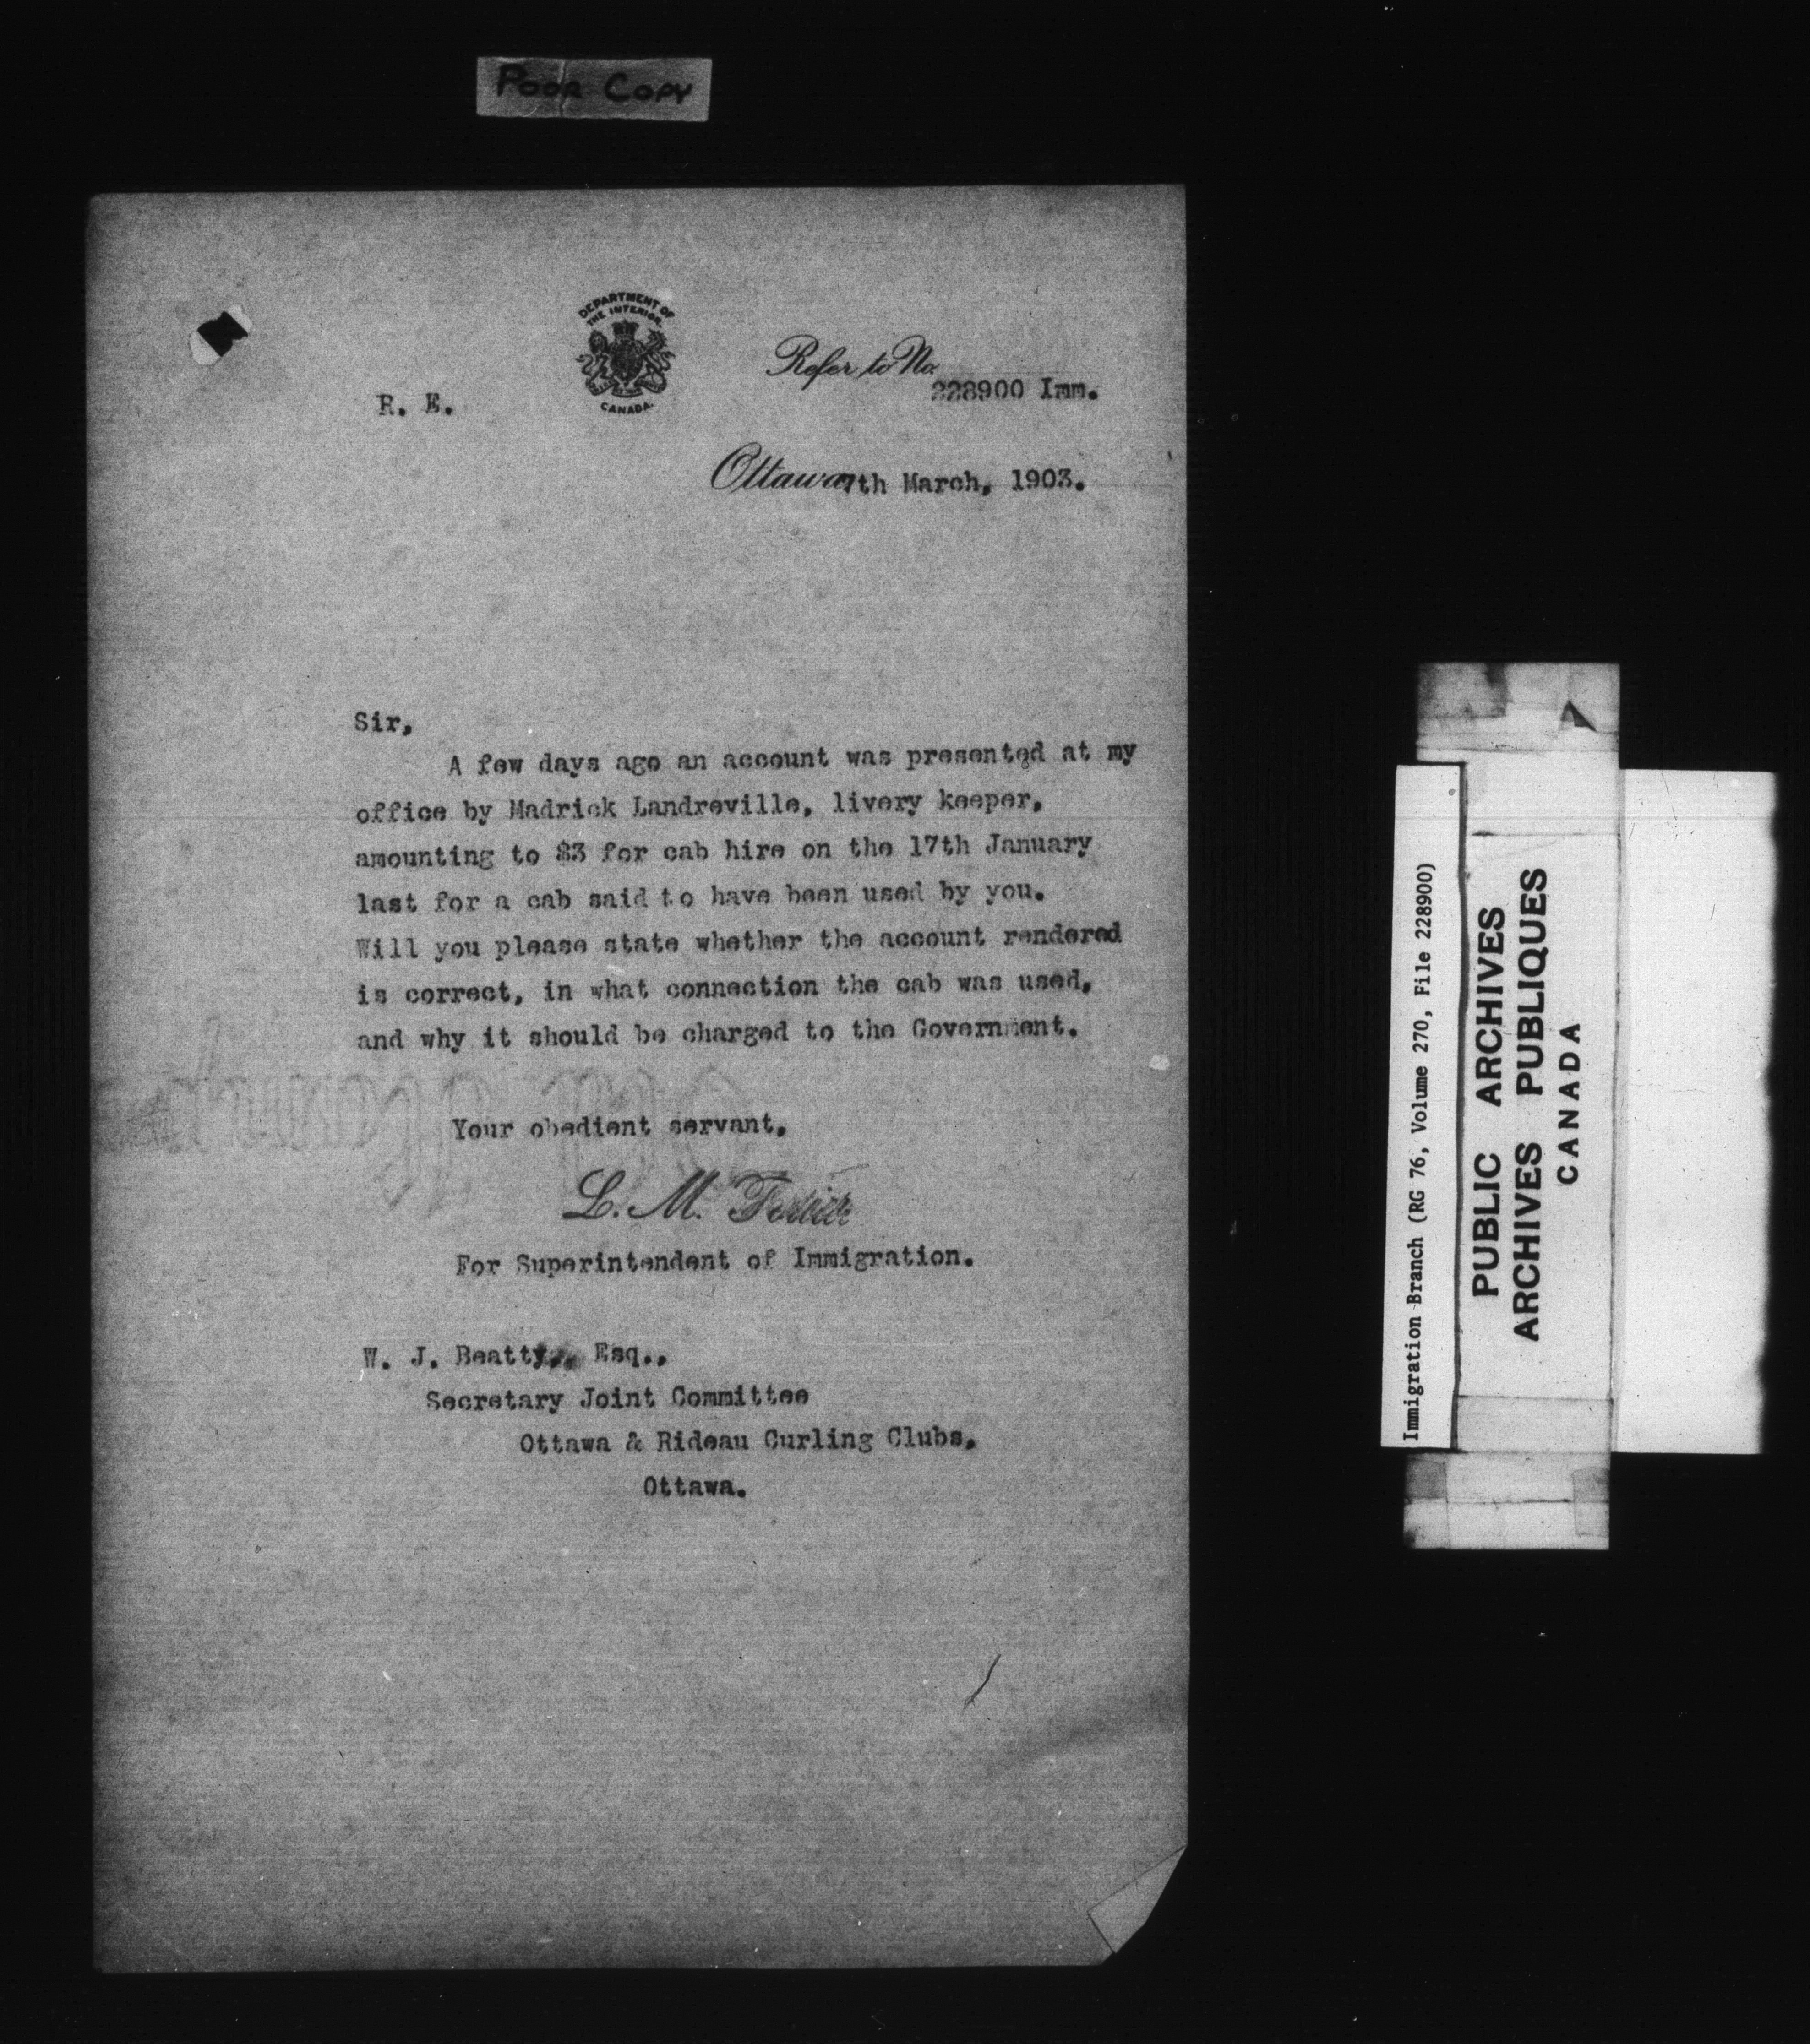 POOR COPY
DEPARTMENT OF
THE INTERIOR.
CANADA.
Refer to No.
228900 Imm.
R. E.
Ottawa 7th March, 1903.
Sir,
A few days ago an account was presented at my
office by Madrick Landreville, livery keeper,
amounting to $3 for cab hire on the 17th January
last for a cab said to have been used by you.
Will you please state whether the account rendered
is correct, in what connection the cab was used,
and why it should be charged to the Government.
Your obedient servant,
L. M. Fortier
For Superintendent of Immigration.
W. J. Beatty, Esq.,
Secretary Joint Committee
Ottawa & Rideau Curling Clubs,
Ottawa.
Immigration Branch (RG 76, Volume 270, File 228900)
PUBLIC ARCHIVES
ARCHIVES PUBLIQUES
CANADA